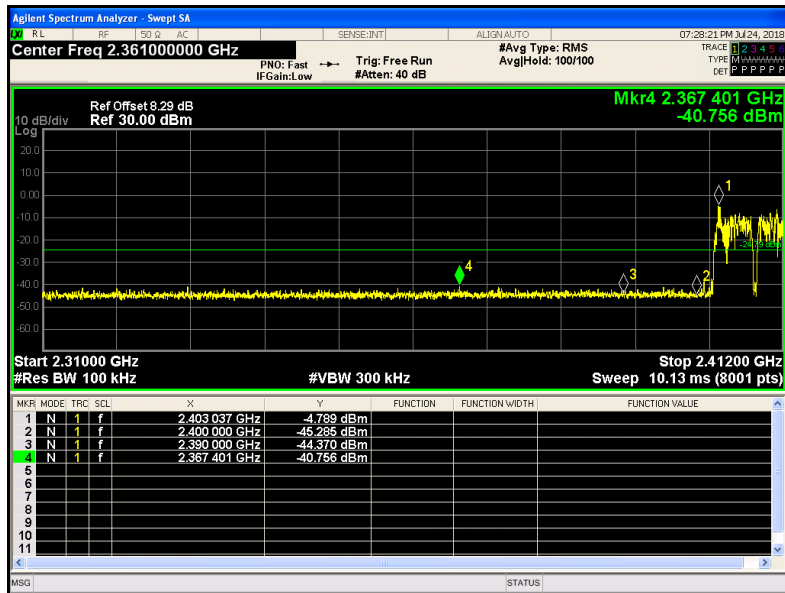 Agilent Spectrum Analyzer - Swept SA
LXI RL RF 50 Ω AC SENSE:INT ALIGN AUTO 07:28:21 PM Jul 24, 2018
Center Freq 2.361000000 GHz
PNO: Fast
IFGain:Low
Trig: Free Run
#Atten: 40 dB
#Avg Type: RMS
Avg|Hold: 100/100
TRACE 1 2 3 4 5 6
TYPE M
DET P P P P P P
Ref Offset 8.29 dB
10 dB/div Ref 30.00 dBm
Log
Mkr4 2.367 401 GHz
-40.756 dBm
20.0
10.0
0.00
-10.0
-20.0
-30.0
-40.0
-50.0
-60.0
1
-24.79 dBm
4
3
2
Start 2.31000 GHz Stop 2.41200 GHz
#Res BW 100 kHz #VBW 300 kHz Sweep 10.13 ms (8001 pts)
MKR MODE TRC SCL X Y FUNCTION FUNCTION WIDTH FUNCTION VALUE
1 N 1 f 2.403 037 GHz -4.789 dBm
2 N 1 f 2.400 000 GHz -45.285 dBm
3 N 1 f 2.390 000 GHz -44.370 dBm
4 N 1 f 2.367 401 GHz -40.756 dBm
5
6
7
8
9
10
11
MSG STATUS